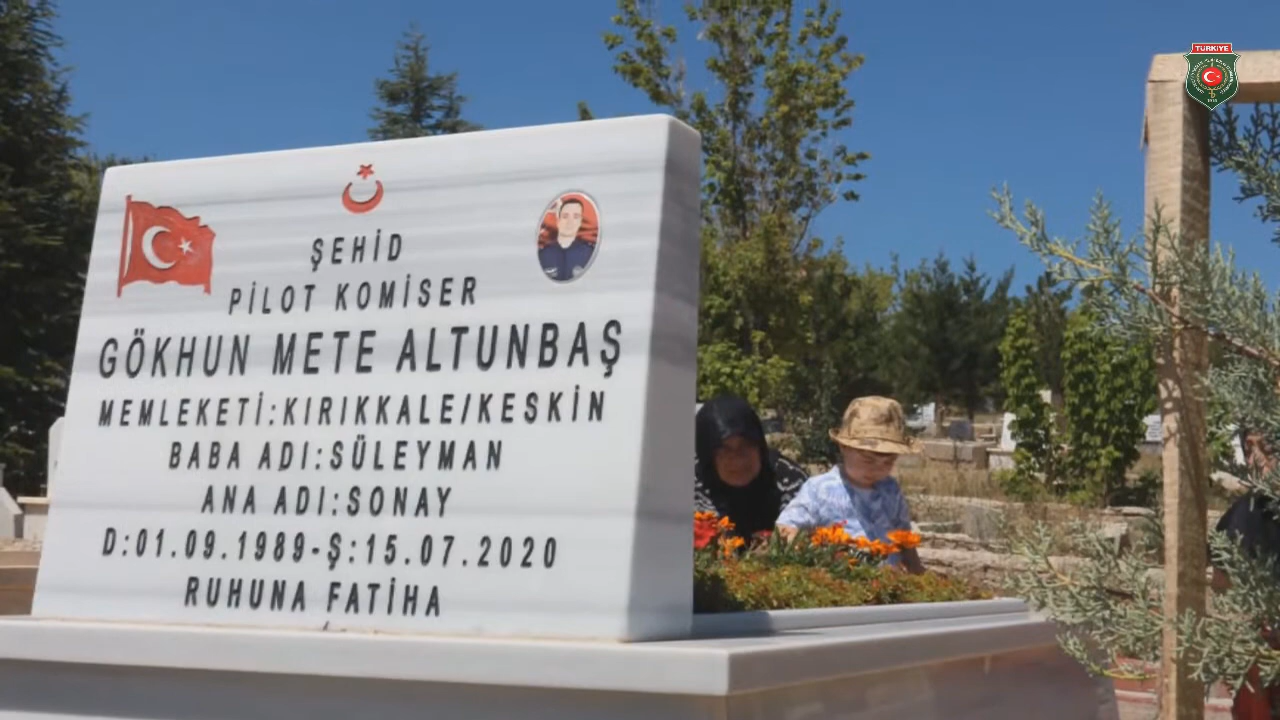 TÜRKİYE
ŞEHİD
PİLOT KOMİSER
GÖKHUN METE ALTUNBAŞ
MEMLEKETİ:KIRIKKALE/KESKİN
BABA ADI:SÜLEYMAN
ANA ADI:SONAY
D:01.09.1989-Ş:15.07.2020
RUHUNA FATİHA